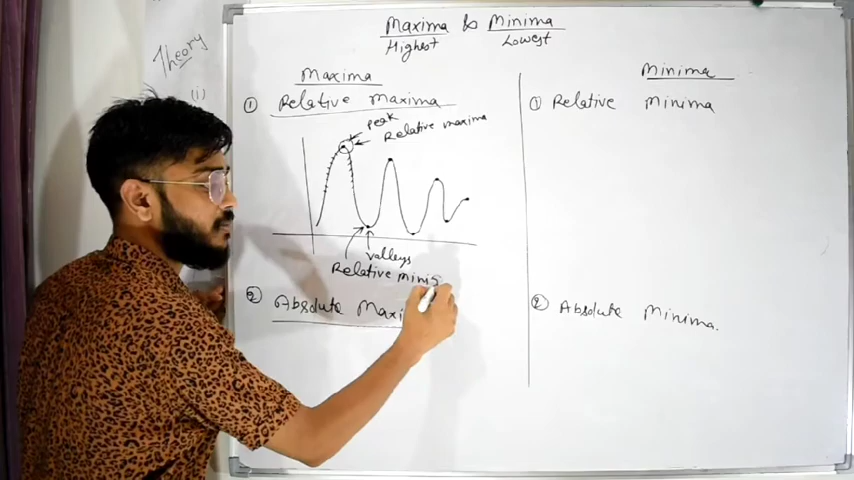 Maxima & Minima
Highest Lowest
Theory
(i)
Maxima
① Relative Maxima
peak
Relative maxima
valleys
Relative mini
② Absolute Maxi
Minima
① Relative Minima
② Absolute Minima.